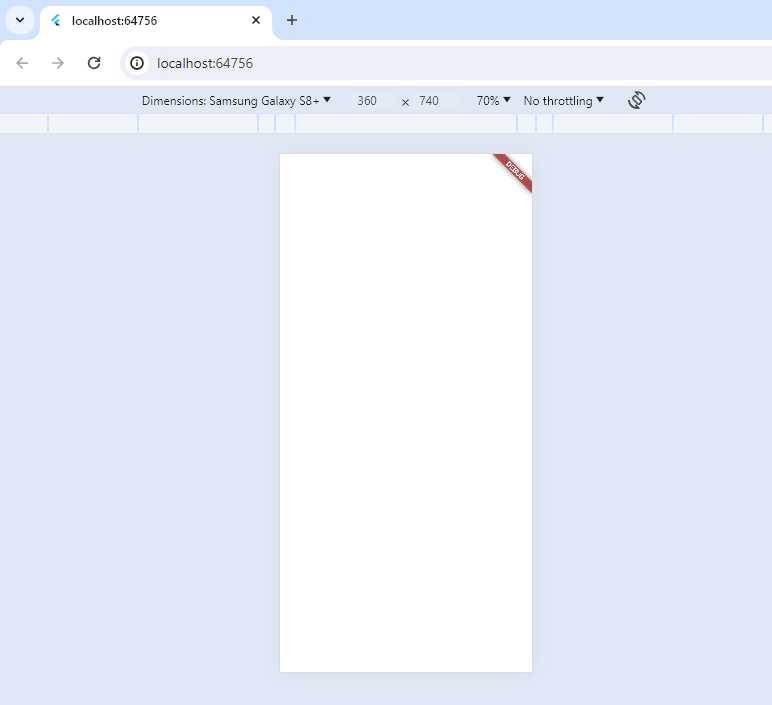 localhost:64756
localhost:64756
Dimensions: Samsung Galaxy S8+ 360 × 740 70% No throttling
DEBUG